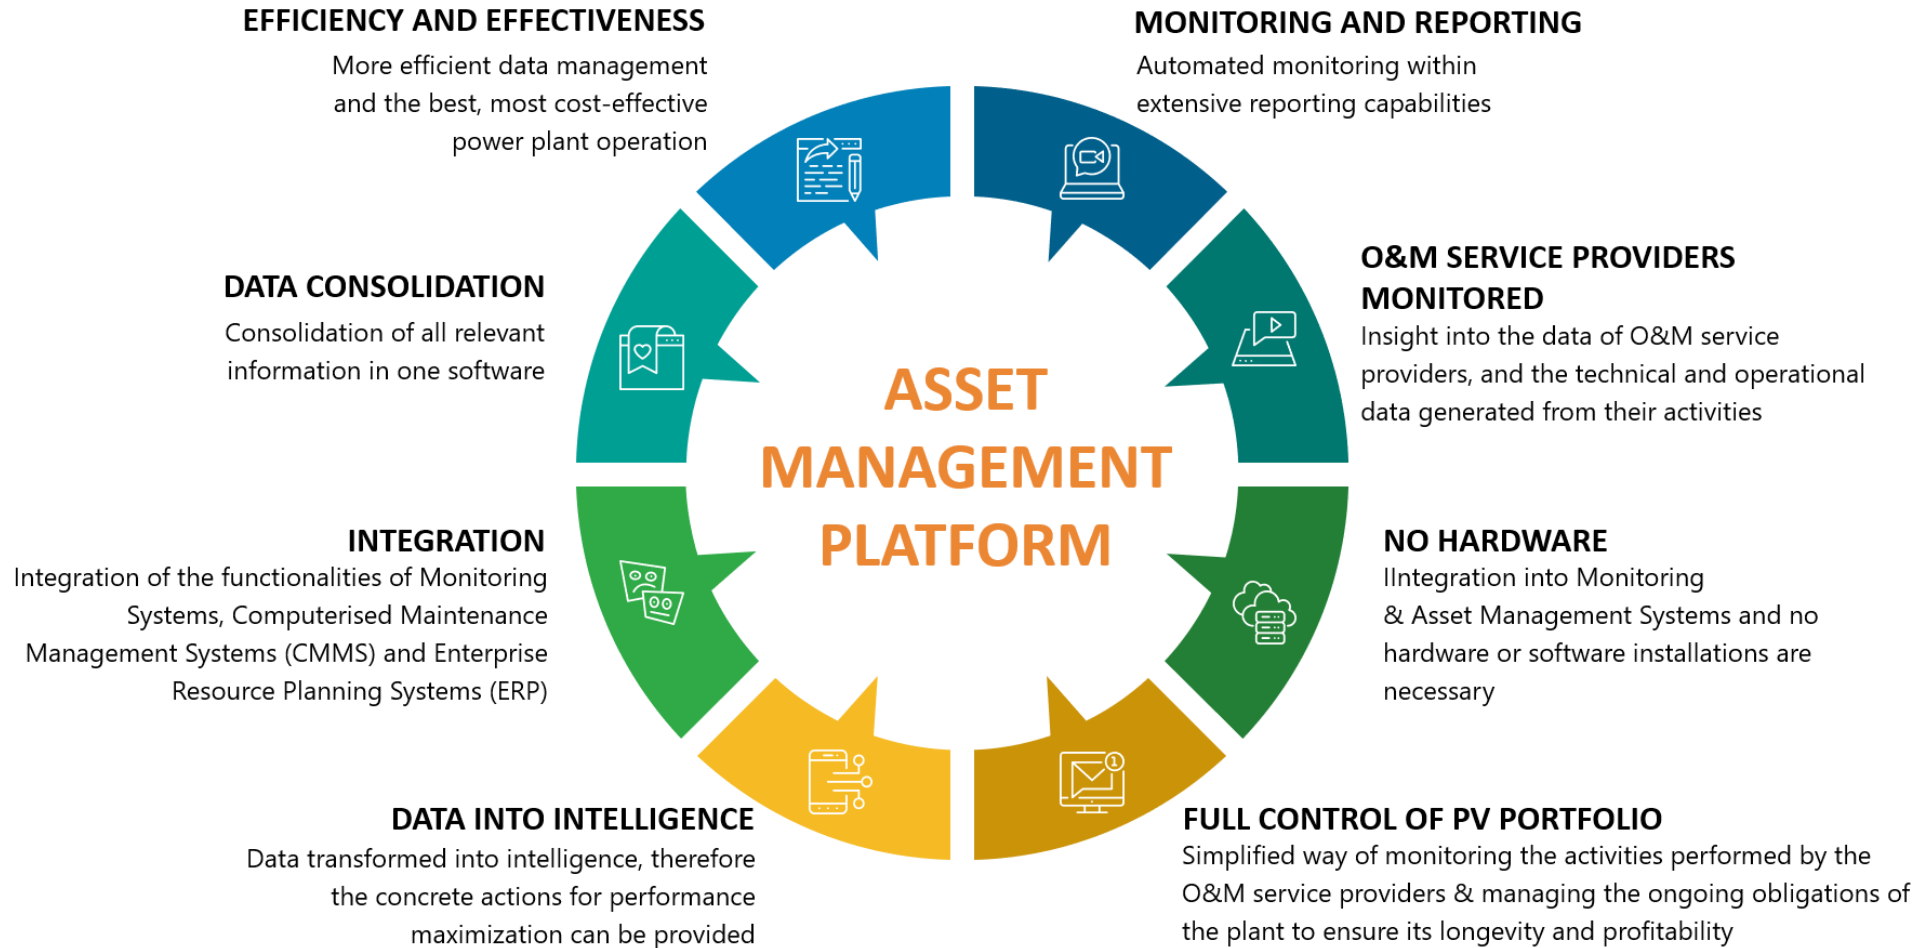 EFFICIENCY AND EFFECTIVENESS
More efficient data management
and the best, most cost-effective
power plant operation
MONITORING AND REPORTING
Automated monitoring within
extensive reporting capabilities
DATA CONSOLIDATION
Consolidation of all relevant
information in one software
O&M SERVICE PROVIDERS
MONITORED
Insight into the data of O&M service
providers, and the technical and operational
data generated from their activities
ASSET
MANAGEMENT
PLATFORM
INTEGRATION
Integration of the functionalities of Monitoring
Systems, Computerised Maintenance
Management Systems (CMMS) and Enterprise
Resource Planning Systems (ERP)
NO HARDWARE
IIntegration into Monitoring
& Asset Management Systems and no
hardware or software installations are
necessary
DATA INTO INTELLIGENCE
Data transformed into intelligence, therefore
the concrete actions for performance
maximization can be provided
1
FULL CONTROL OF PV PORTFOLIO
Simplified way of monitoring the activities performed by the
O&M service providers & managing the ongoing obligations of
the plant to ensure its longevity and profitability